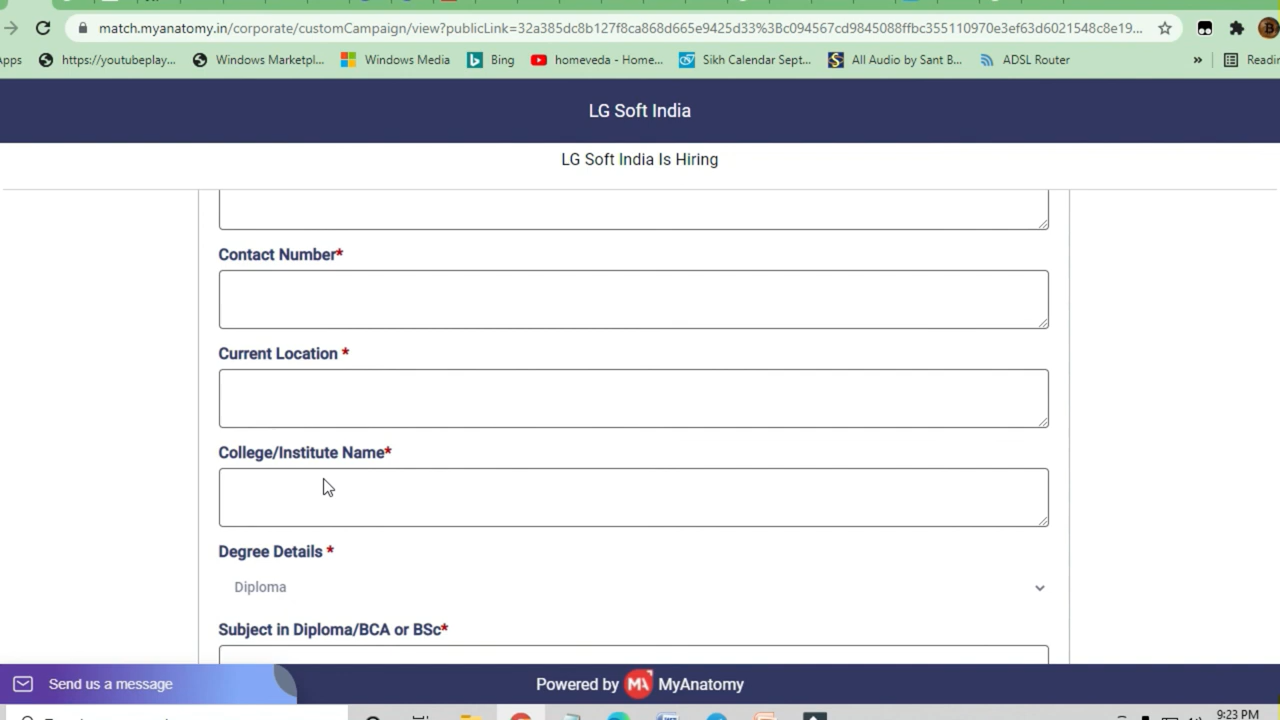 match.myanatomy.in/corporate/customCampaign/view?publicLink=32a385dc8b127f8ca868d665e9425d33%3Bc094567cd9845088ffbc355110970e3ef63d6021548c8e19...
https://youtubeplay... Windows Marketpl... Windows Media Bing homeveda - Home... Sikh Calendar Sept... All Audio by Sant B... ADSL Router »
LG Soft India
LG Soft India Is Hiring
Contact Number*
Current Location *
College/Institute Name*
Degree Details *
Diploma
Subject in Diploma/BCA or BSc*
Send us a message
Powered by MA MyAnatomy
9:23 PM